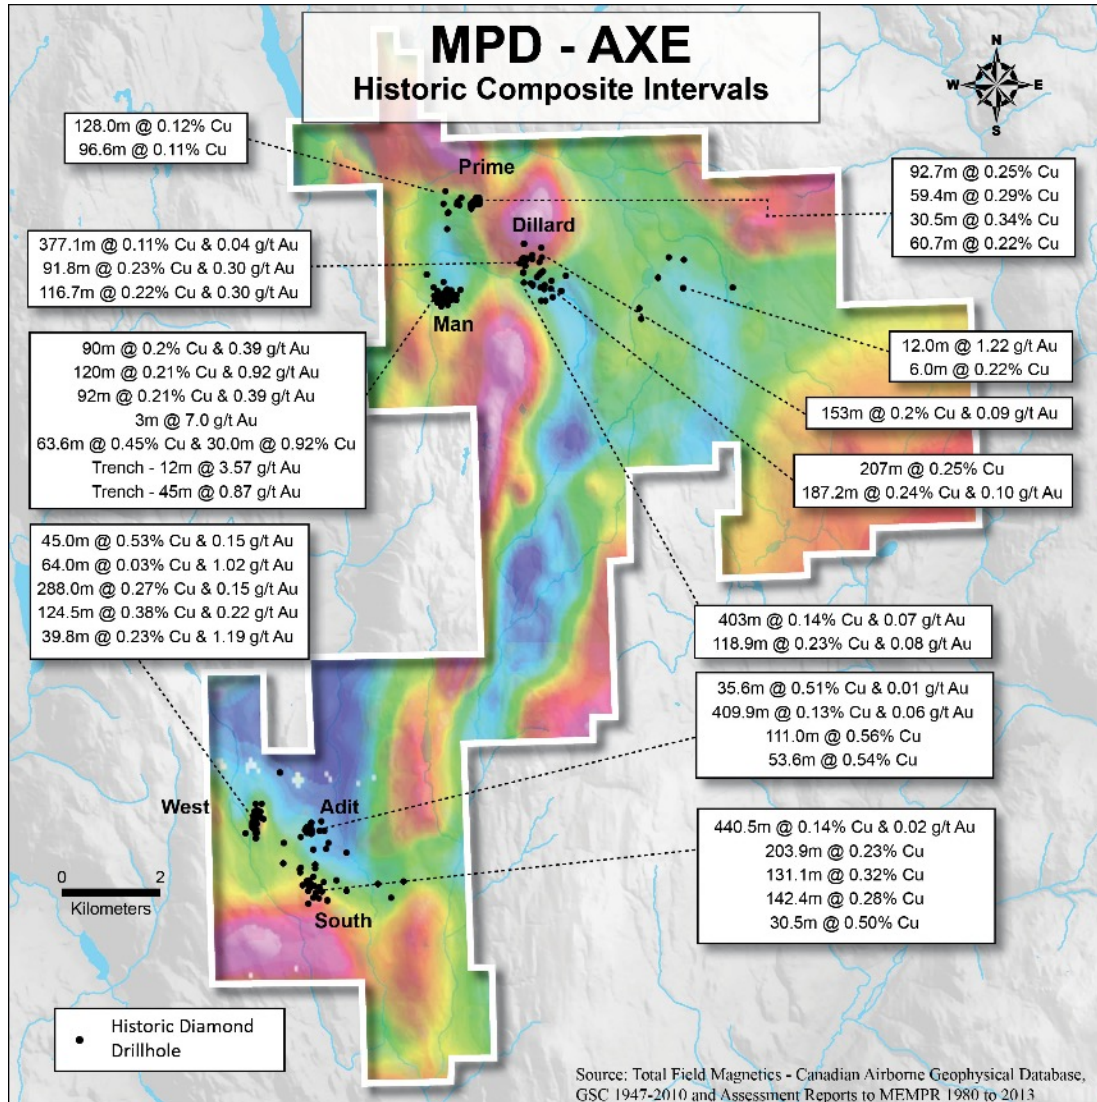 MPD - AXE
Historic Composite Intervals
N
W E
S
128.0m @ 0.12% Cu
96.6m @ 0.11% Cu
Prime
92.7m @ 0.25% Cu
59.4m @ 0.29% Cu
30.5m @ 0.34% Cu
60.7m @ 0.22% Cu
Dillard
377.1m @ 0.11% Cu & 0.04 g/t Au
91.8m @ 0.23% Cu & 0.30 g/t Au
116.7m @ 0.22% Cu & 0.30 g/t Au
Man
90m @ 0.2% Cu & 0.39 g/t Au
120m @ 0.21% Cu & 0.92 g/t Au
92m @ 0.21% Cu & 0.39 g/t Au
3m @ 7.0 g/t Au
63.6m @ 0.45% Cu & 30.0m @ 0.92% Cu
Trench - 12m @ 3.57 g/t Au
Trench - 45m @ 0.87 g/t Au
12.0m @ 1.22 g/t Au
6.0m @ 0.22% Cu
153m @ 0.2% Cu & 0.09 g/t Au
207m @ 0.25% Cu
187.2m @ 0.24% Cu & 0.10 g/t Au
45.0m @ 0.53% Cu & 0.15 g/t Au
64.0m @ 0.03% Cu & 1.02 g/t Au
288.0m @ 0.27% Cu & 0.15 g/t Au
124.5m @ 0.38% Cu & 0.22 g/t Au
39.8m @ 0.23% Cu & 1.19 g/t Au
403m @ 0.14% Cu & 0.07 g/t Au
118.9m @ 0.23% Cu & 0.08 g/t Au
35.6m @ 0.51% Cu & 0.01 g/t Au
409.9m @ 0.13% Cu & 0.06 g/t Au
111.0m @ 0.56% Cu
53.6m @ 0.54% Cu
West
Adit
440.5m @ 0.14% Cu & 0.02 g/t Au
203.9m @ 0.23% Cu
131.1m @ 0.32% Cu
142.4m @ 0.28% Cu
30.5m @ 0.50% Cu
0 2
Kilometers
South
Historic Diamond
Drillhole
Source: Total Field Magnetics - Canadian Airborne Geophysical Database,
GSC 1947-2010 and Assessment Reports to MEMPR 1980 to 2013